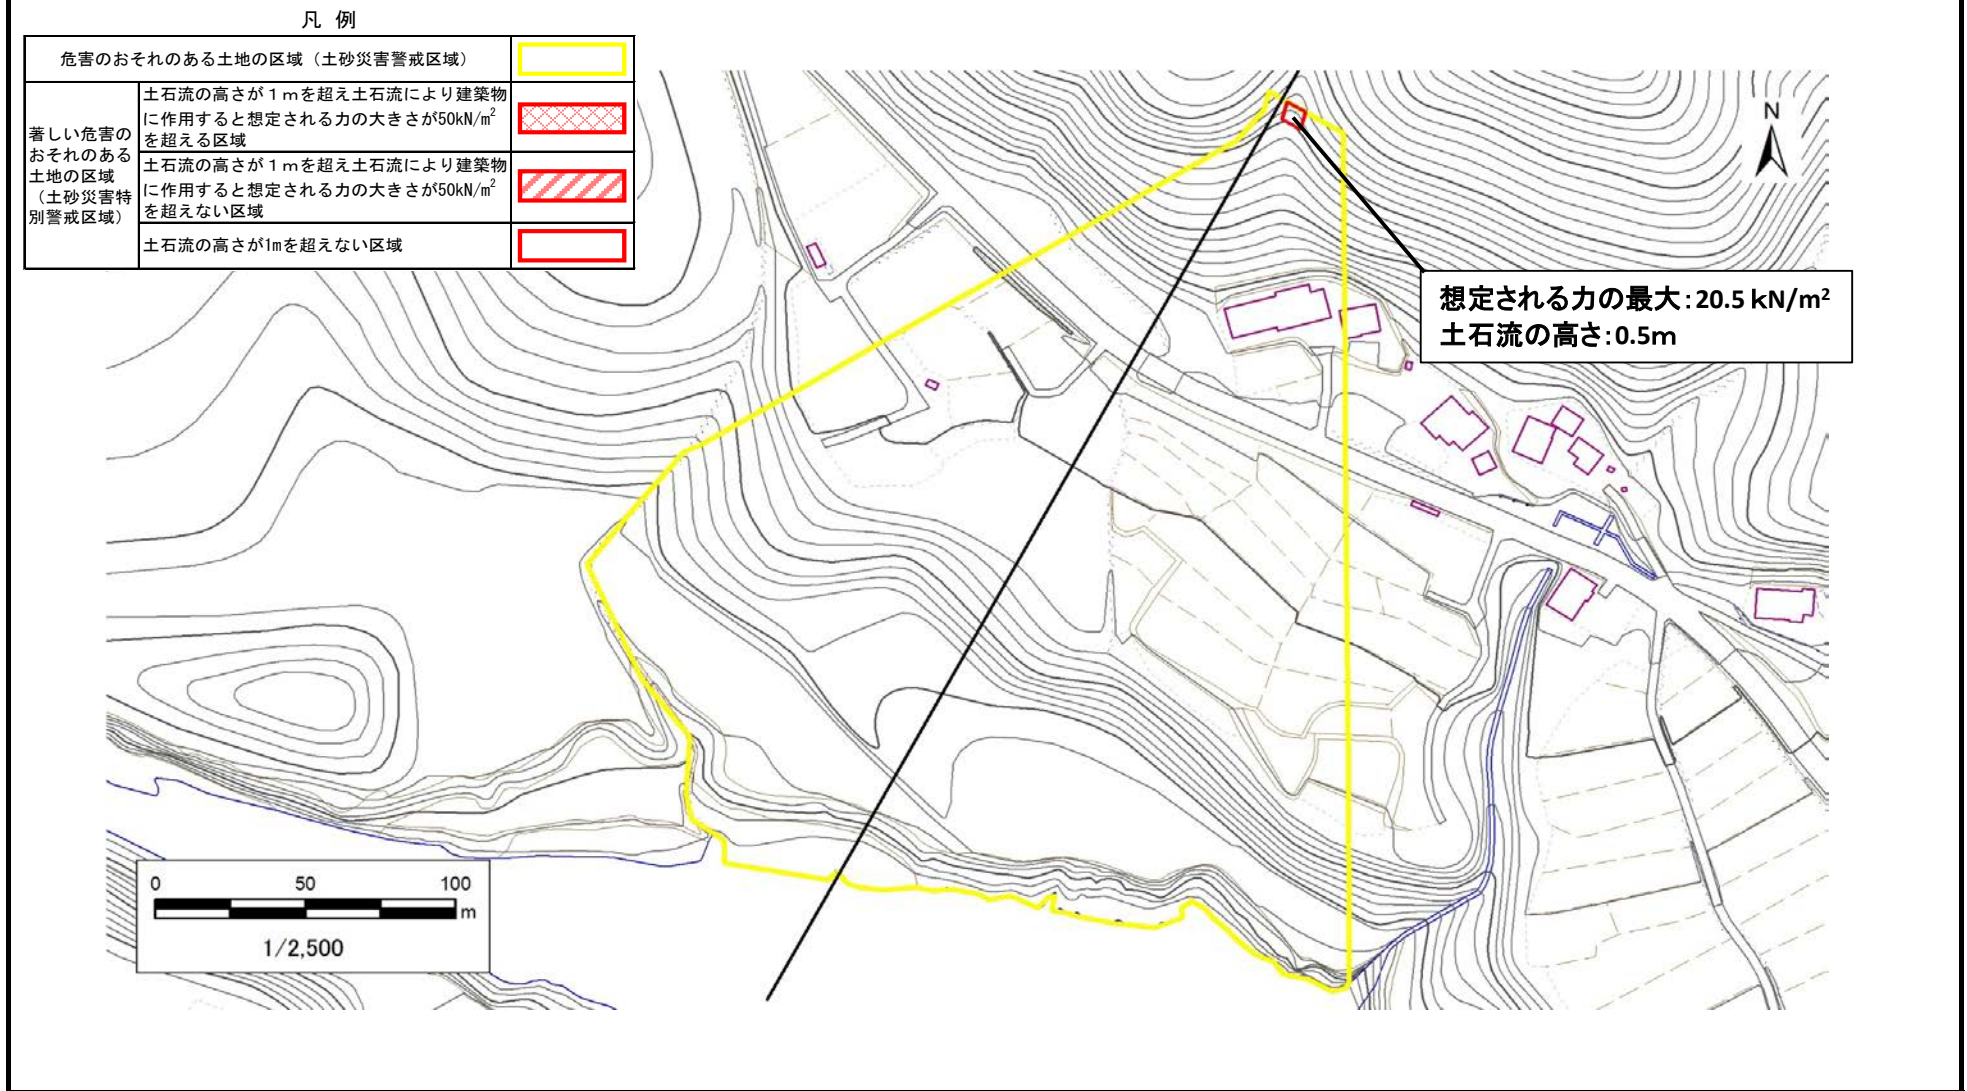 凡 例
危害のおそれのある土地の区域（土砂災害警戒区域）
著しい危害の
おそれのある
土地の区域
（土砂災害特
別警戒区域）
土石流の高さが１ｍを超え土石流により建築物
に作用すると想定される力の大きさが50kN/m²
を超える区域
土石流の高さが１ｍを超え土石流により建築物
に作用すると想定される力の大きさが50kN/m²
を超えない区域
土石流の高さが1mを超えない区域
N
想定される力の最大：20.5 kN/m²
土石流の高さ：0.5m
0 50 100
m
1/2,500